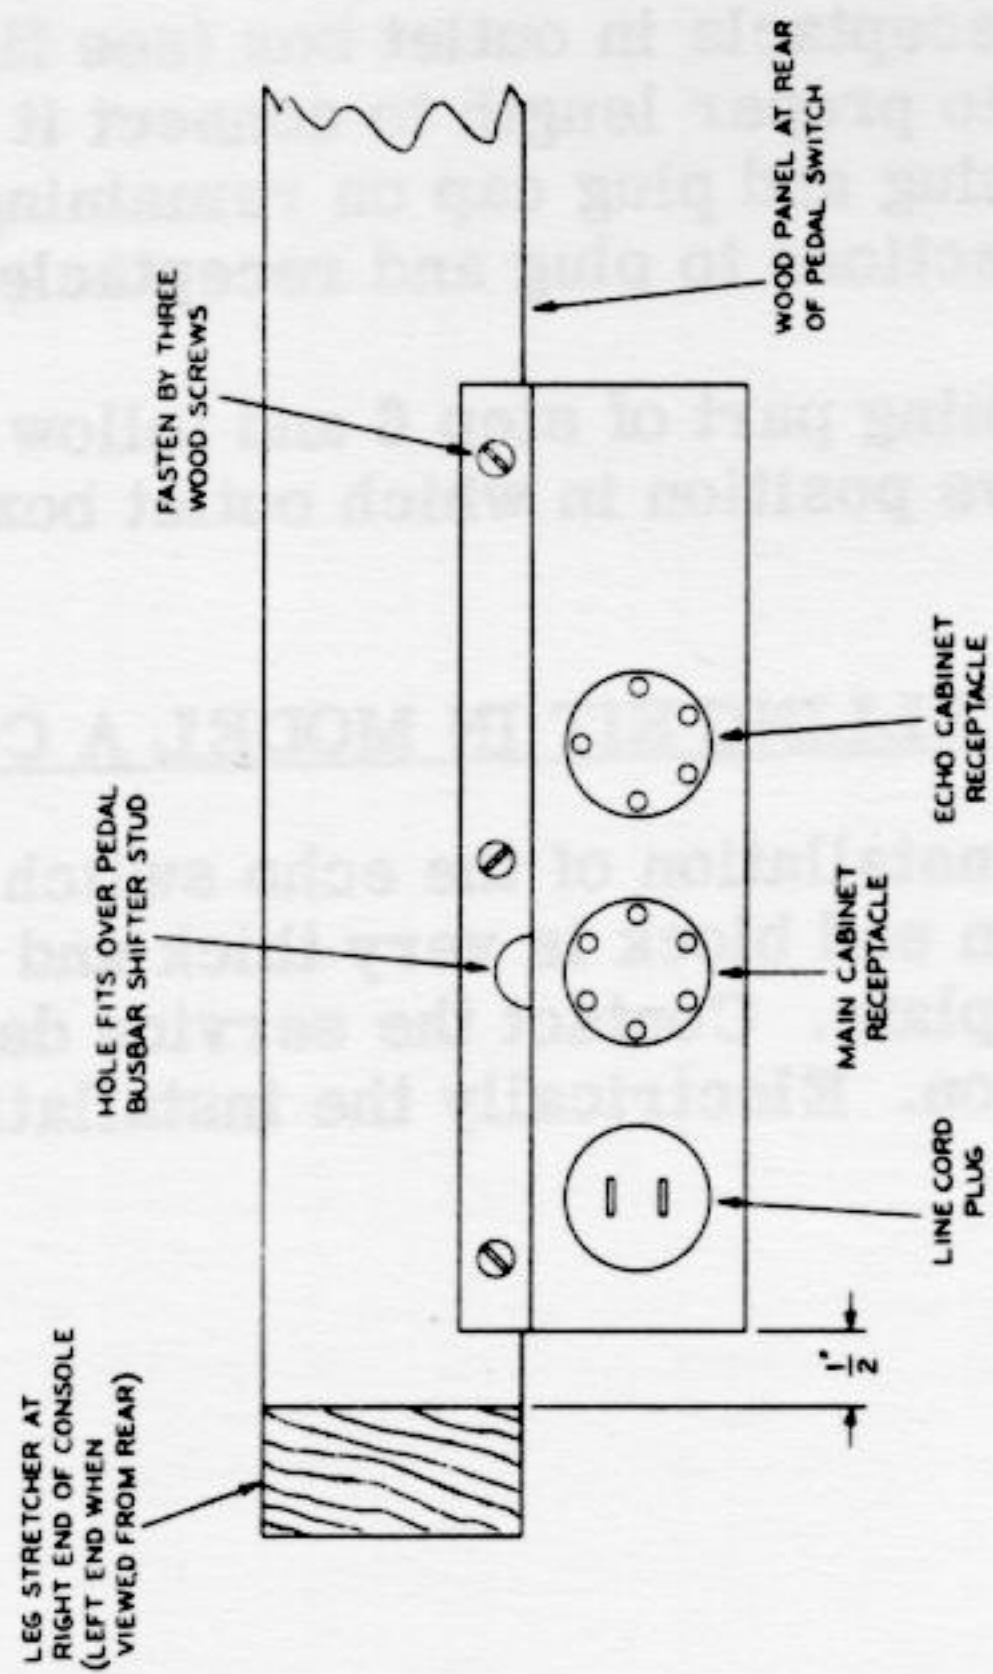 LEG STRETCHER AT
RIGHT END OF CONSOLE
(LEFT END WHEN
VIEWED FROM REAR)
HOLE FITS OVER PEDAL
BUSBAR SHIFTER STUD
FASTEN BY THREE
WOOD SCREWS
WOOD PANEL AT REAR
OF PEDAL SWITCH
1"
2
LINE CORD
PLUG
MAIN CABINET
RECEPTACLE
ECHO CABINET
RECEPTACLE